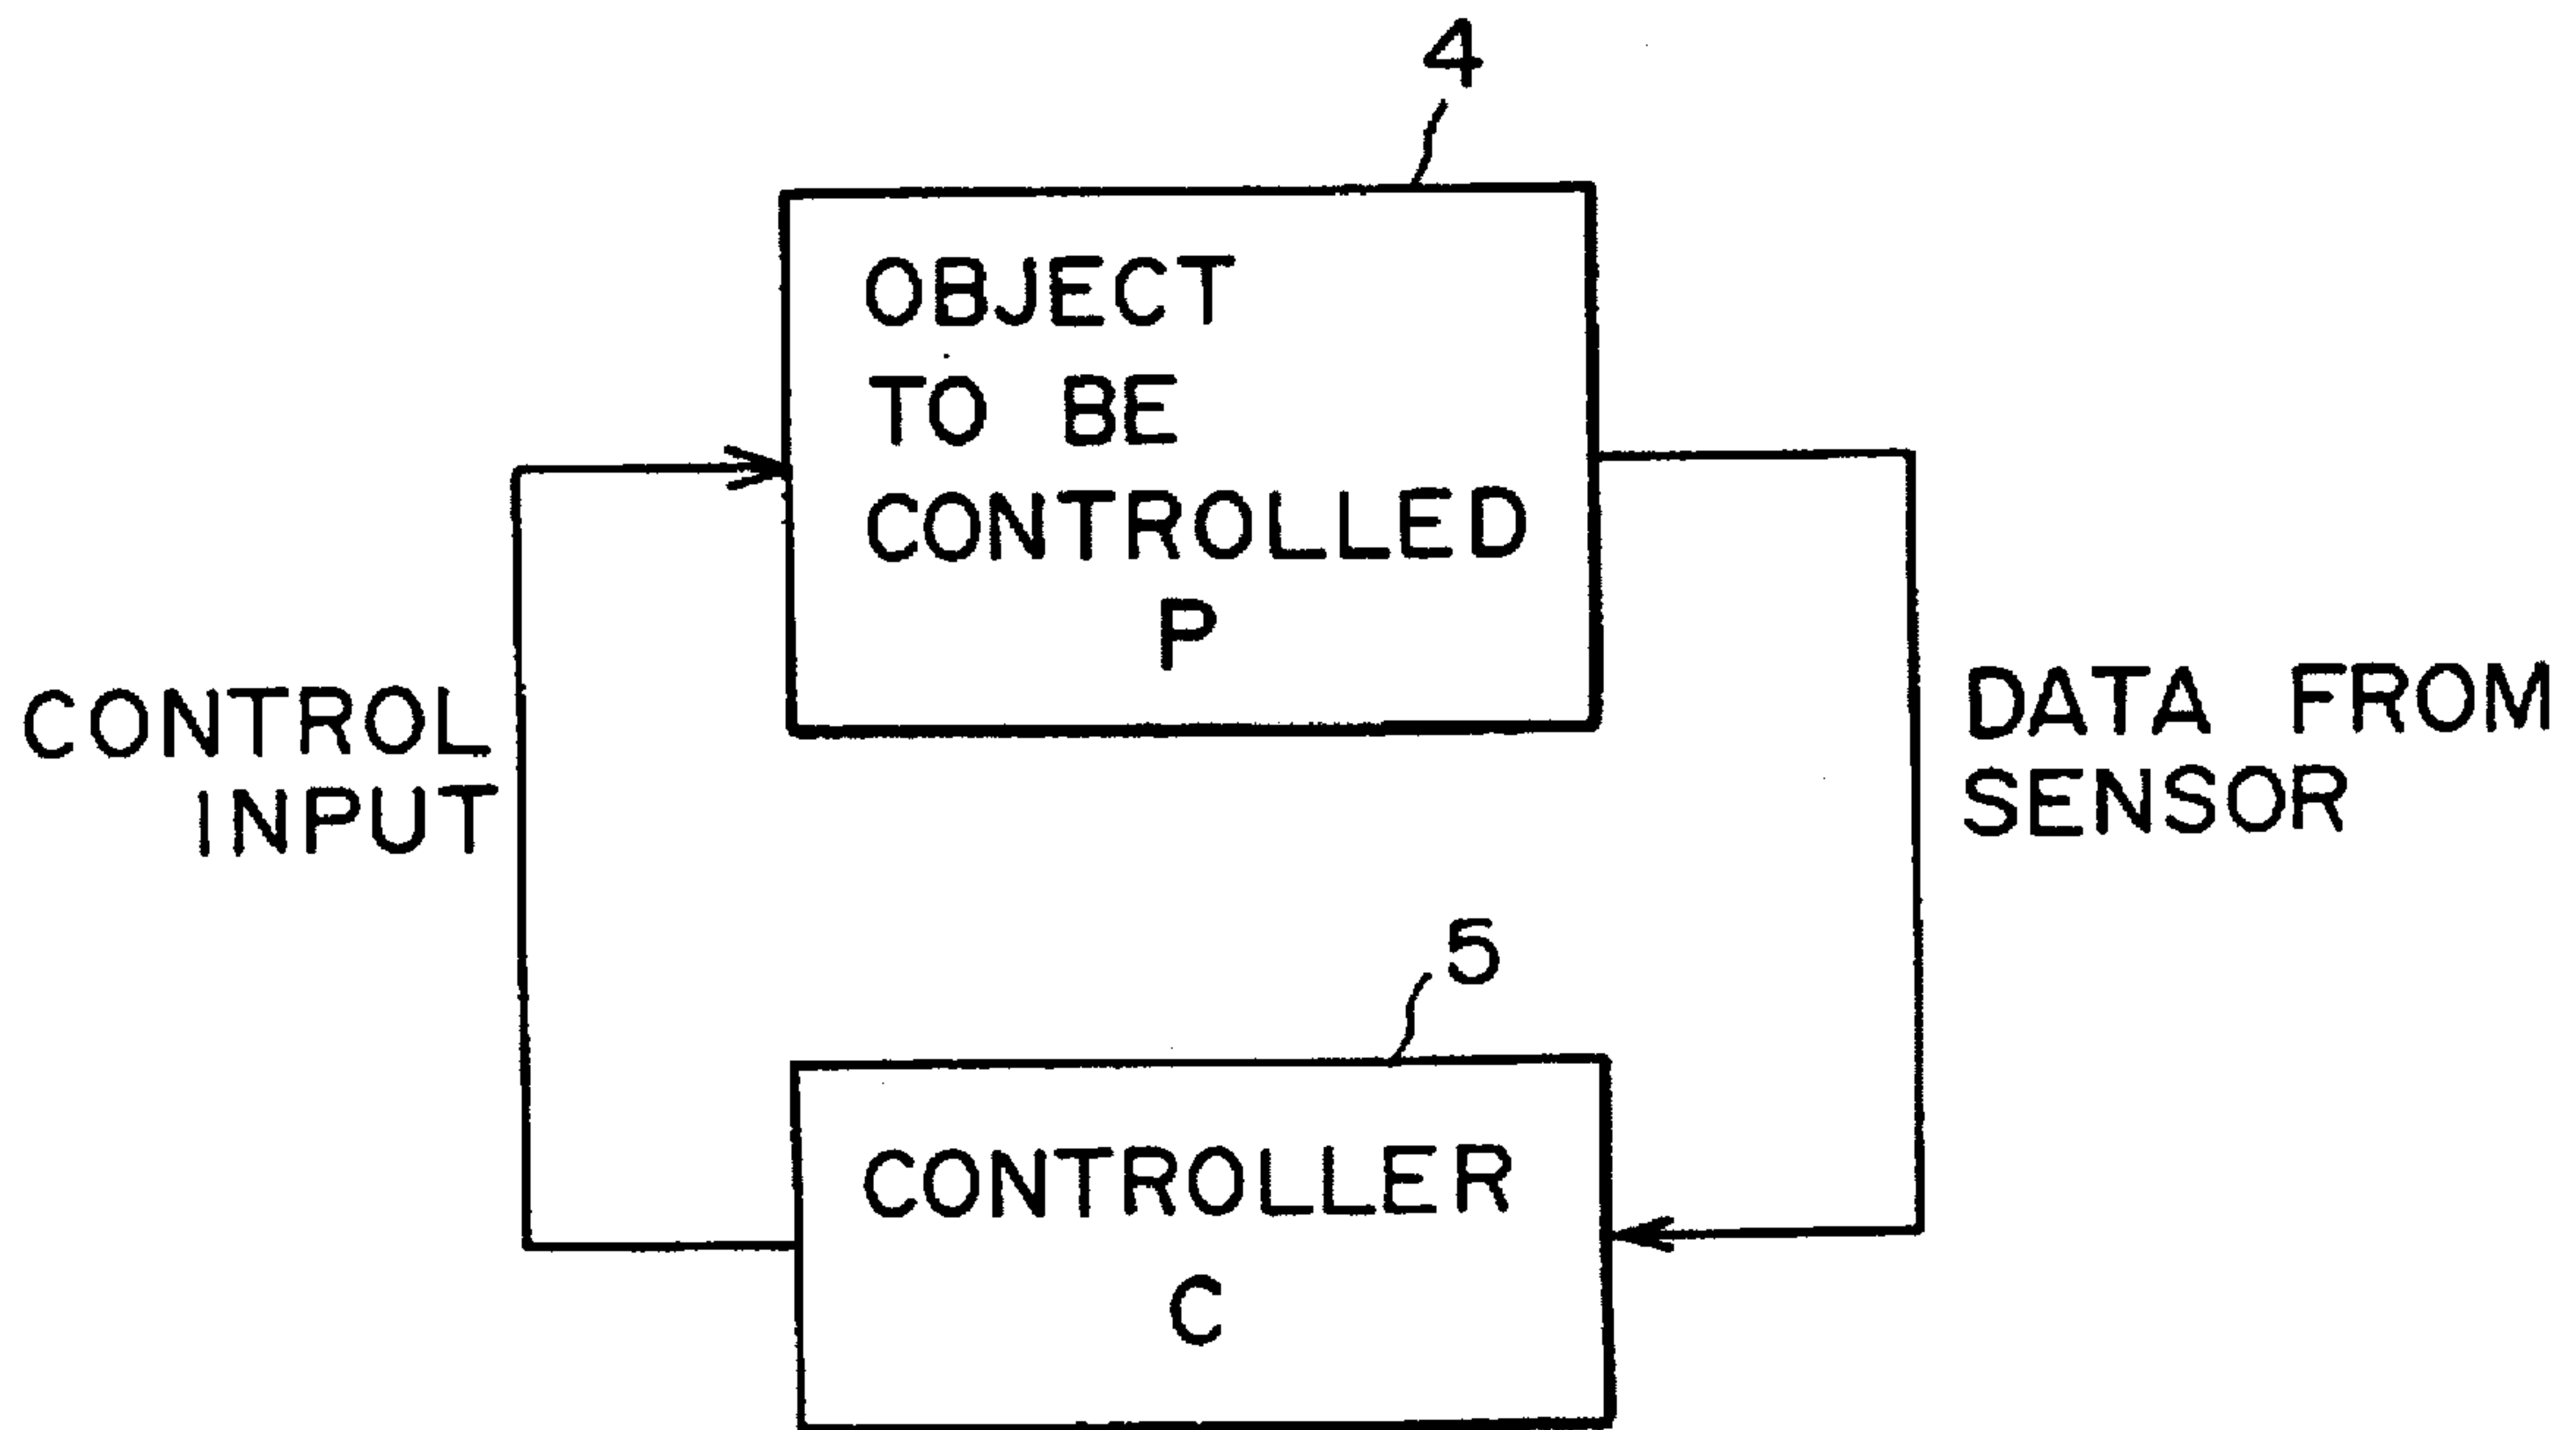 4
OBJECT
TO BE
CONTROLLED
P
CONTROL
INPUT
DATA FROM
SENSOR
5
CONTROLLER
C